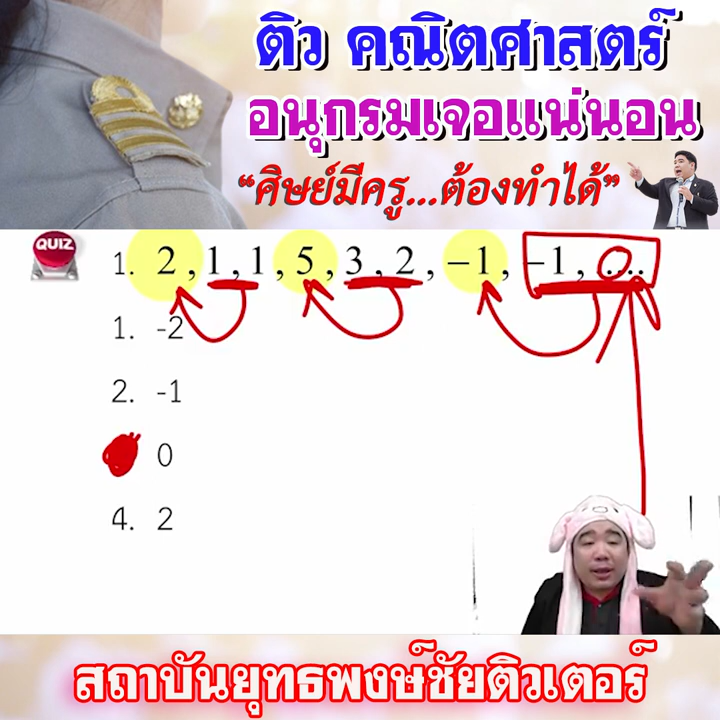 ติว คณิตศาสตร์
อนุกรมเจอแน่นอน
“ศิษย์มีครู...ต้องทำได้”
QUIZ
1. 2 , 1 , 1 , 5 , 3 , 2 , −1 , −1 , ..0..
1. -2
2. -1
0
4. 2
สถาบันยุทธพงษ์ชัยติวเตอร์